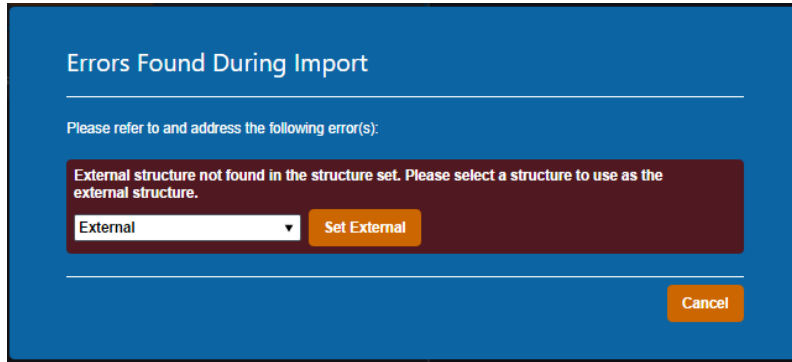 Errors Found During Import
Please refer to and address the following error(s):
External structure not found in the structure set. Please select a structure to use as the
external structure.
External
Set External
Cancel